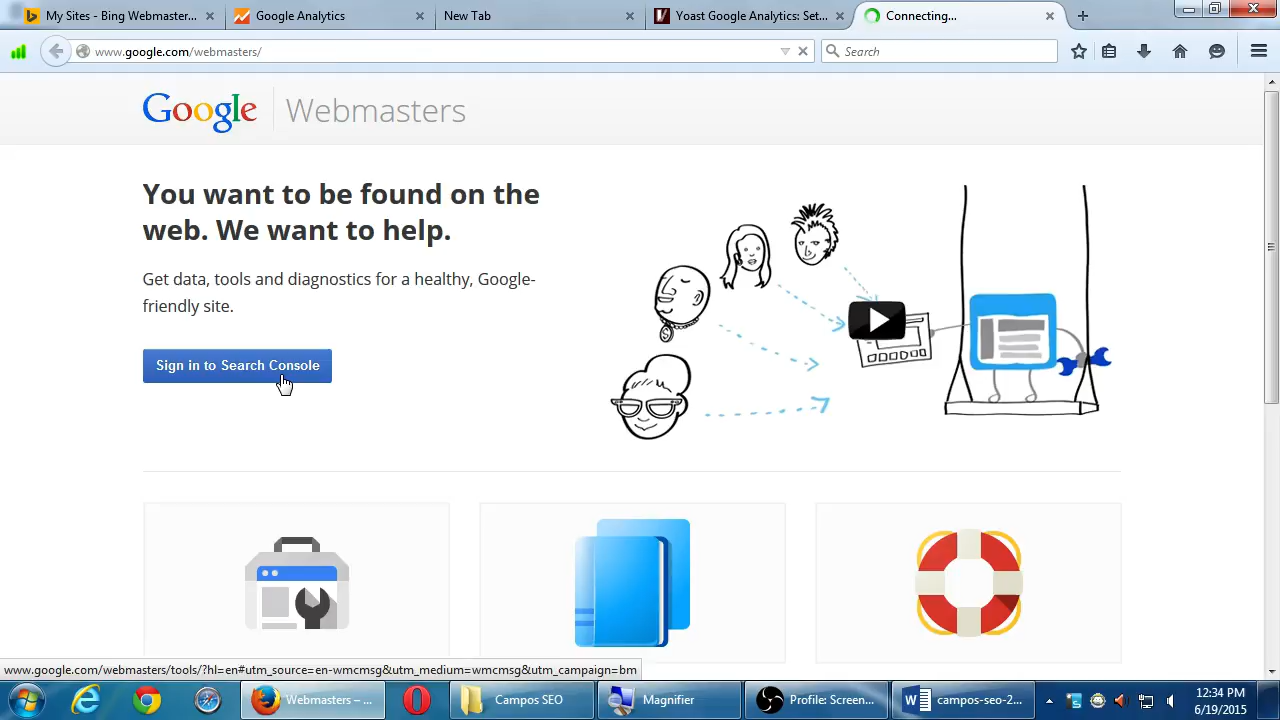 My Sites - Bing Webmaster...
Google Analytics
New Tab
Yoast Google Analytics: Set...
Connecting...
www.google.com/webmasters/
Search
Google Webmasters
You want to be found on the
web. We want to help.
Get data, tools and diagnostics for a healthy, Google-
friendly site.
Sign in to Search Console
www.google.com/webmasters/tools/?hl=en#utm_source=en-wmcmsg&utm_medium=wmcmsg&utm_campaign=bm
Webmasters – ...
Campos SEO
Magnifier
Profile: Screen...
campos-seo-2...
12:34 PM
6/19/2015